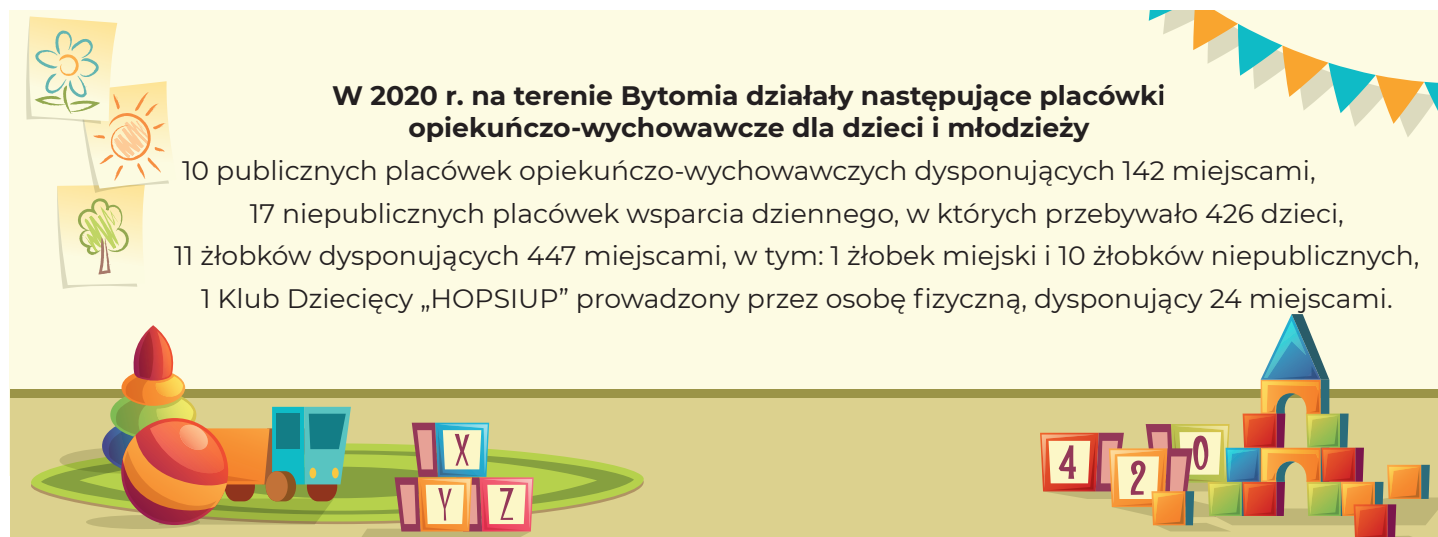 W 2020 r. na terenie Bytomia działały następujące placówki
opiekuńczo-wychowawcze dla dzieci i młodzieży
10 publicznych placówek opiekuńczo-wychowawczych dysponujących 142 miejscami,
17 niepublicznych placówek wsparcia dziennego, w których przebywało 426 dzieci,
11 żłobków dysponujących 447 miejscami, w tym: 1 żłobek miejski i 10 żłobków niepublicznych,
1 Klub Dziecięcy „HOPSIUP” prowadzony przez osobę fizyczną, dysponujący 24 miejscami.
X
Y Z
4 2 0